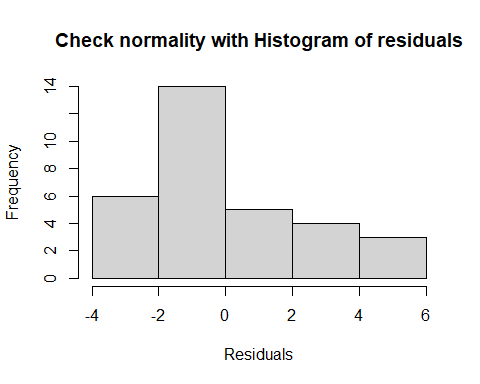 Check normality with Histogram of residuals
Frequency
14
10
8
6
4
2
0
-4 -2 0 2 4 6
Residuals